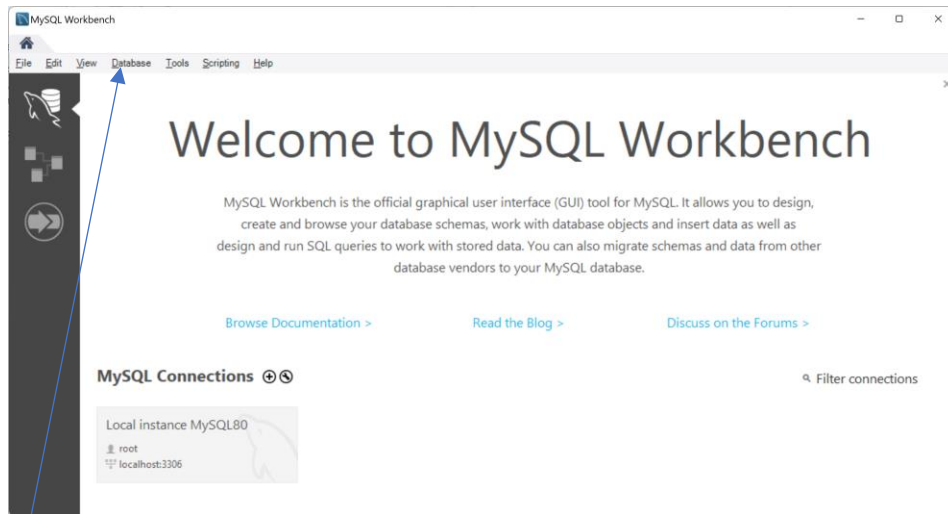 MySQL Workbench
File Edit View Database Tools Scripting Help
Welcome to MySQL Workbench
MySQL Workbench is the official graphical user interface (GUI) tool for MySQL. It allows you to design,
create and browse your database schemas, work with database objects and insert data as well as
design and run SQL queries to work with stored data. You can also migrate schemas and data from other
database vendors to your MySQL database.
Browse Documentation > Read the Blog > Discuss on the Forums >
MySQL Connections Filter connections
Local instance MySQL80
root
localhost:3306